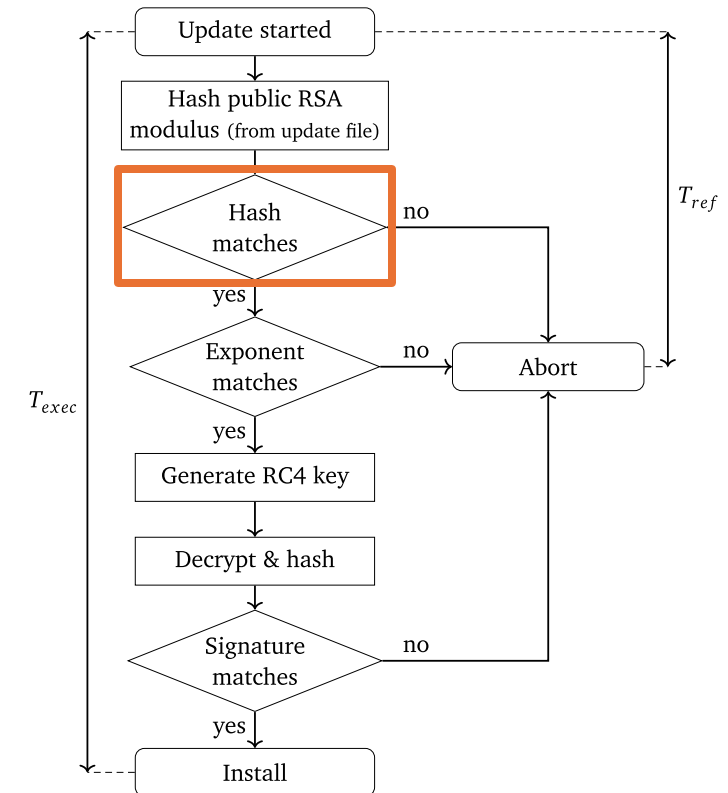 Update started
Hash public RSA
modulus (from update file)
Hash
matches
no
yes
T_ref
Exponent
matches
no
Abort
T_exec
yes
Generate RC4 key
Decrypt & hash
Signature
matches
no
yes
Install